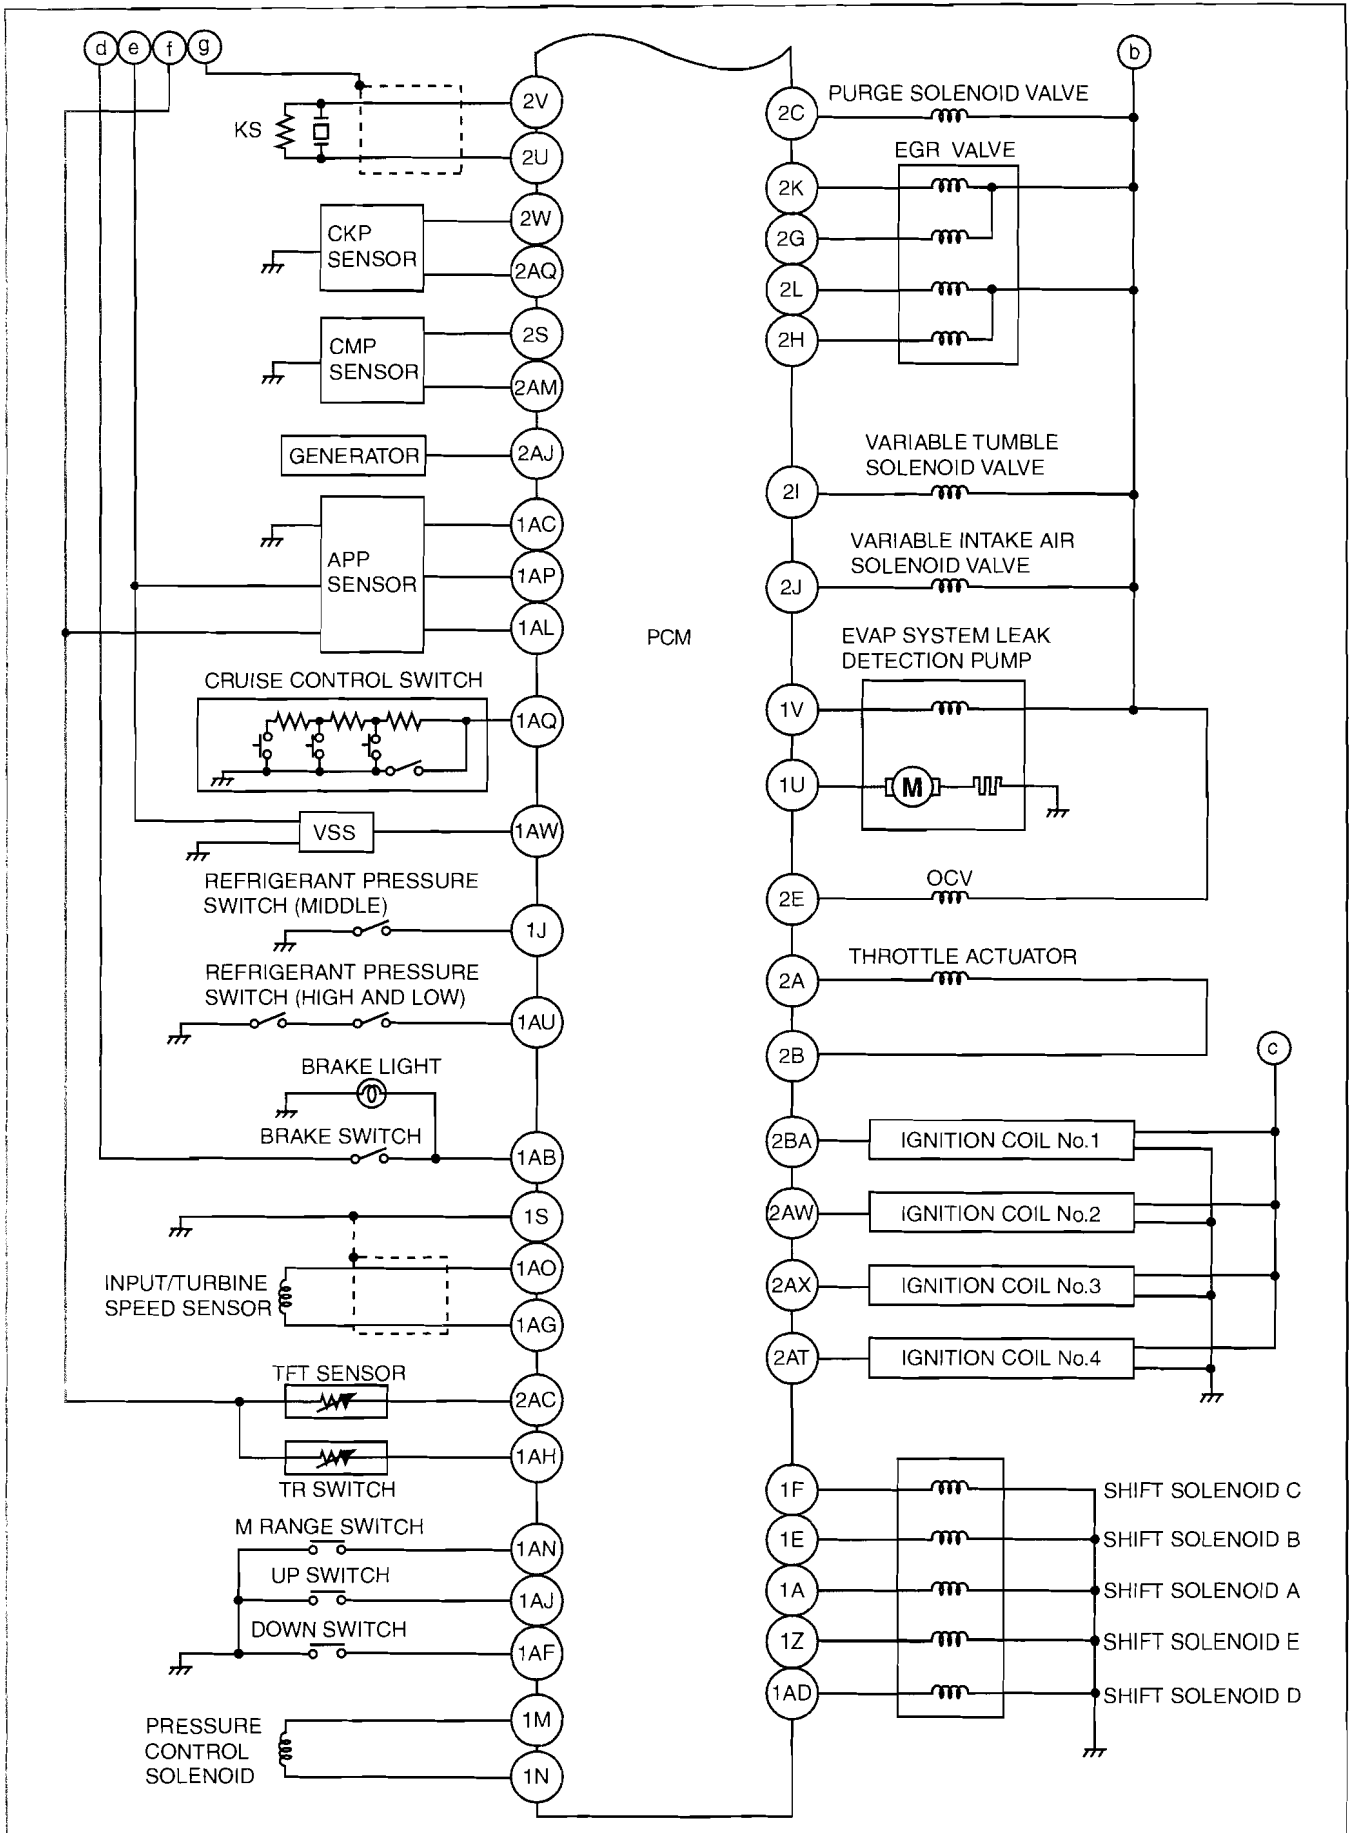 d e f g
b
KS
2V
2U
2W
CKP
SENSOR
2AQ
2S
CMP
SENSOR
2AM
GENERATOR
2AJ
1AC
APP
SENSOR
1AP
1AL
CRUISE CONTROL SWITCH
1AQ
VSS
1AW
REFRIGERANT PRESSURE
SWITCH (MIDDLE)
1J
REFRIGERANT PRESSURE
SWITCH (HIGH AND LOW)
1AU
BRAKE LIGHT
BRAKE SWITCH
1AB
1S
1AO
INPUT/TURBINE
SPEED SENSOR
1AG
TFT SENSOR
2AC
1AH
TR SWITCH
M RANGE SWITCH
1AN
UP SWITCH
1AJ
DOWN SWITCH
1AF
1M
PRESSURE
CONTROL
SOLENOID
1N
PCM
2C
PURGE SOLENOID VALVE
EGR VALVE
2K
2G
2L
2H
VARIABLE TUMBLE
SOLENOID VALVE
2I
VARIABLE INTAKE AIR
SOLENOID VALVE
2J
EVAP SYSTEM LEAK
DETECTION PUMP
1V
1U
M
OCV
2E
THROTTLE ACTUATOR
2A
2B
c
2BA
IGNITION COIL No.1
2AW
IGNITION COIL No.2
2AX
IGNITION COIL No.3
2AT
IGNITION COIL No.4
1F
SHIFT SOLENOID C
1E
SHIFT SOLENOID B
1A
SHIFT SOLENOID A
1Z
SHIFT SOLENOID E
1AD
SHIFT SOLENOID D